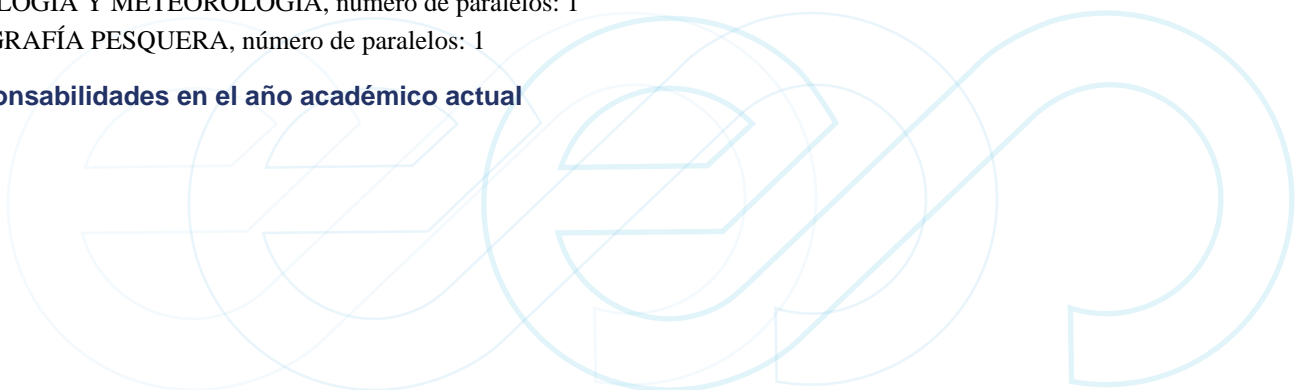 LOGÍA Y METEOROLOGÍA, número de paralelos: 1
GRAFÍA PESQUERA, número de paralelos: 1
onsabilidades en el año académico actual